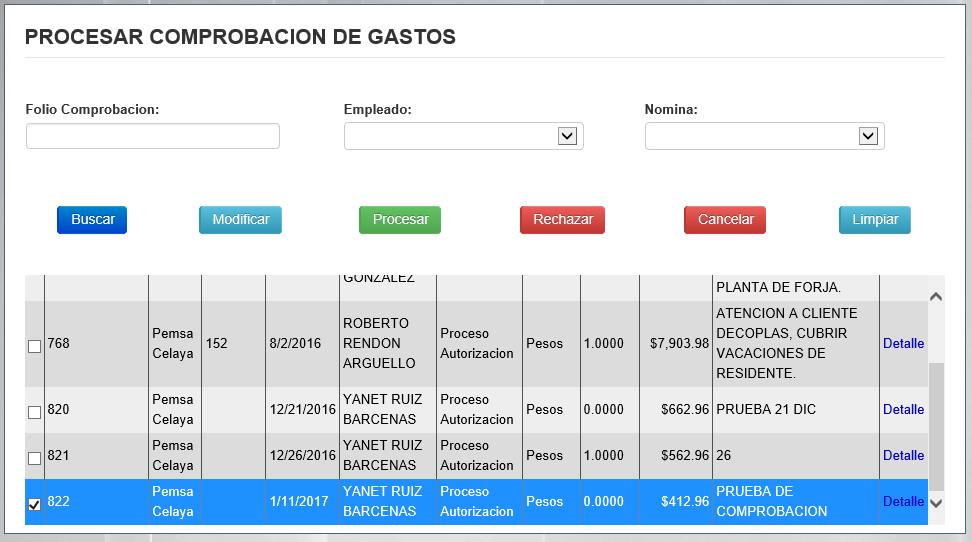 PROCESAR COMPROBACION DE GASTOS
Folio Comprobacion: Empleado: Nomina:
Buscar Modificar Procesar Rechazar Cancelar Limpiar
GONZALEZ
PLANTA DE FORJA.
768 Pemsa Celaya 152 8/2/2016 ROBERTO RENDON ARGUELLO Proceso Autorizacion Pesos 1.0000 $7,903.98 ATENCION A CLIENTE DECOPLAS, CUBRIR VACACIONES DE RESIDENTE. Detalle
820 Pemsa Celaya 12/21/2016 YANET RUIZ BARCENAS Proceso Autorizacion Pesos 0.0000 $662.96 PRUEBA 21 DIC Detalle
821 Pemsa Celaya 12/26/2016 YANET RUIZ BARCENAS Proceso Autorizacion Pesos 1.0000 $562.96 26 Detalle
822 Pemsa Celaya 1/11/2017 YANET RUIZ BARCENAS Proceso Autorizacion Pesos 0.0000 $412.96 PRUEBA DE COMPROBACION Detalle